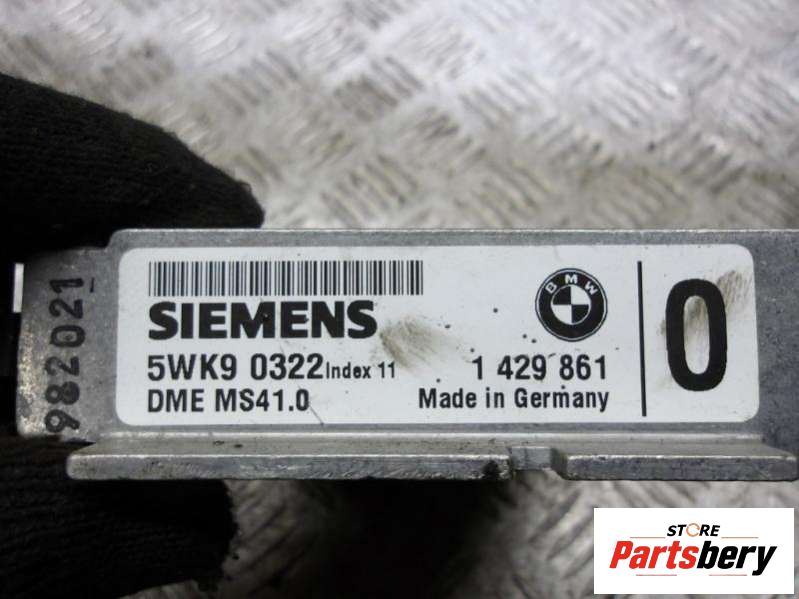 982021
BMW
SIEMENS
5WK9 0322 Index 11
1 429 861
DME MS41.0
Made in Germany
0
STORE
Partsbery